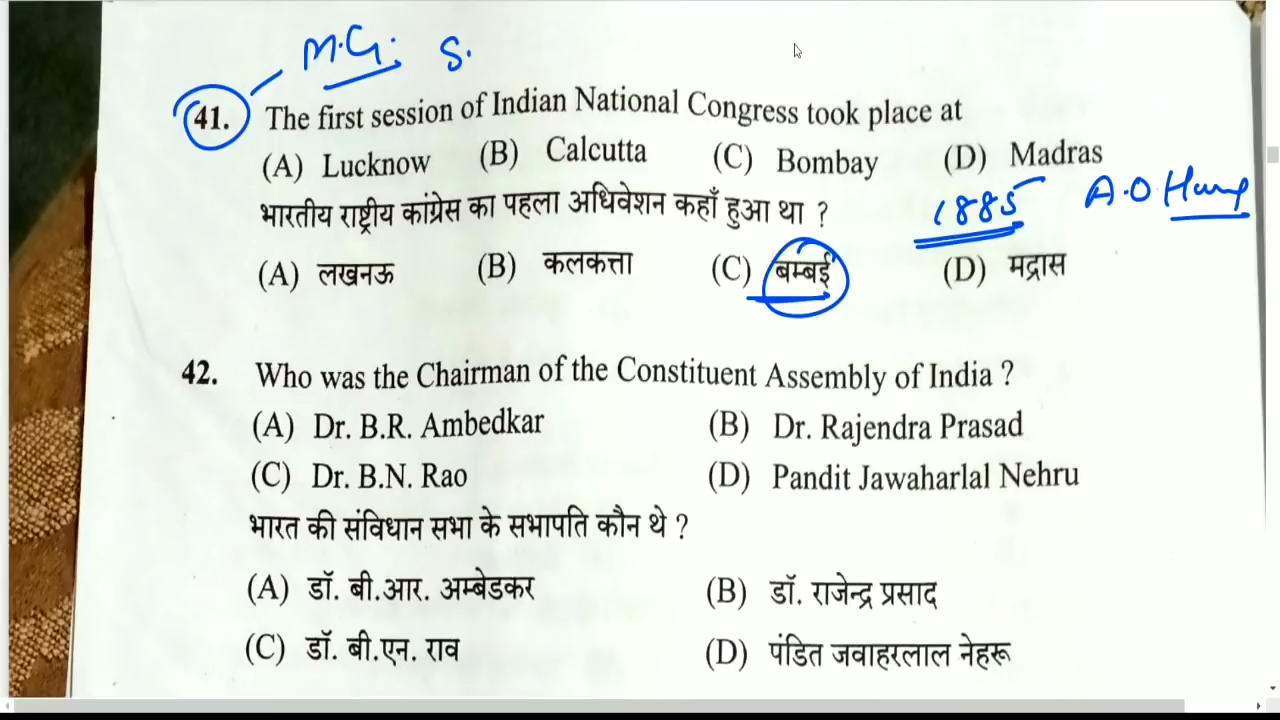 M.G. S.
41. The first session of Indian National Congress took place at
(A) Lucknow (B) Calcutta (C) Bombay (D) Madras
भारतीय राष्ट्रीय कांग्रेस का पहला अधिवेशन कहाँ हुआ था ? 1885 A.O Hump
(A) लखनऊ (B) कलकत्ता (C) बम्बई (D) मद्रास
42. Who was the Chairman of the Constituent Assembly of India ?
(A) Dr. B.R. Ambedkar (B) Dr. Rajendra Prasad
(C) Dr. B.N. Rao (D) Pandit Jawaharlal Nehru
भारत की संविधान सभा के सभापति कौन थे ?
(A) डॉ. बी.आर. अम्बेडकर (B) डॉ. राजेन्द्र प्रसाद
(C) डॉ. बी.एन. राव (D) पंडित जवाहरलाल नेहरू